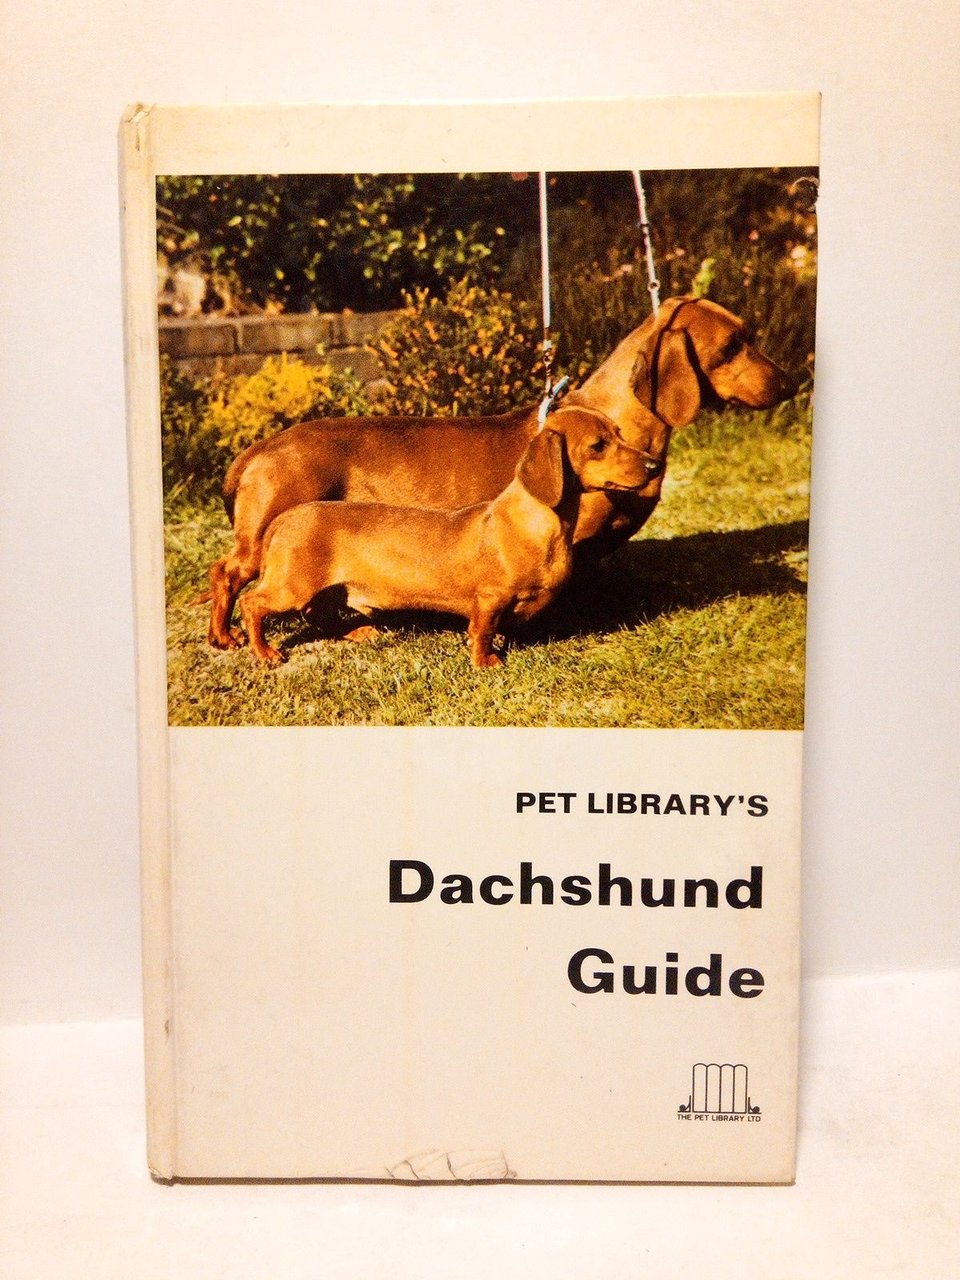 PET LIBRARY'S
Dachshund
Guide
THE PET LIBRARY LTD